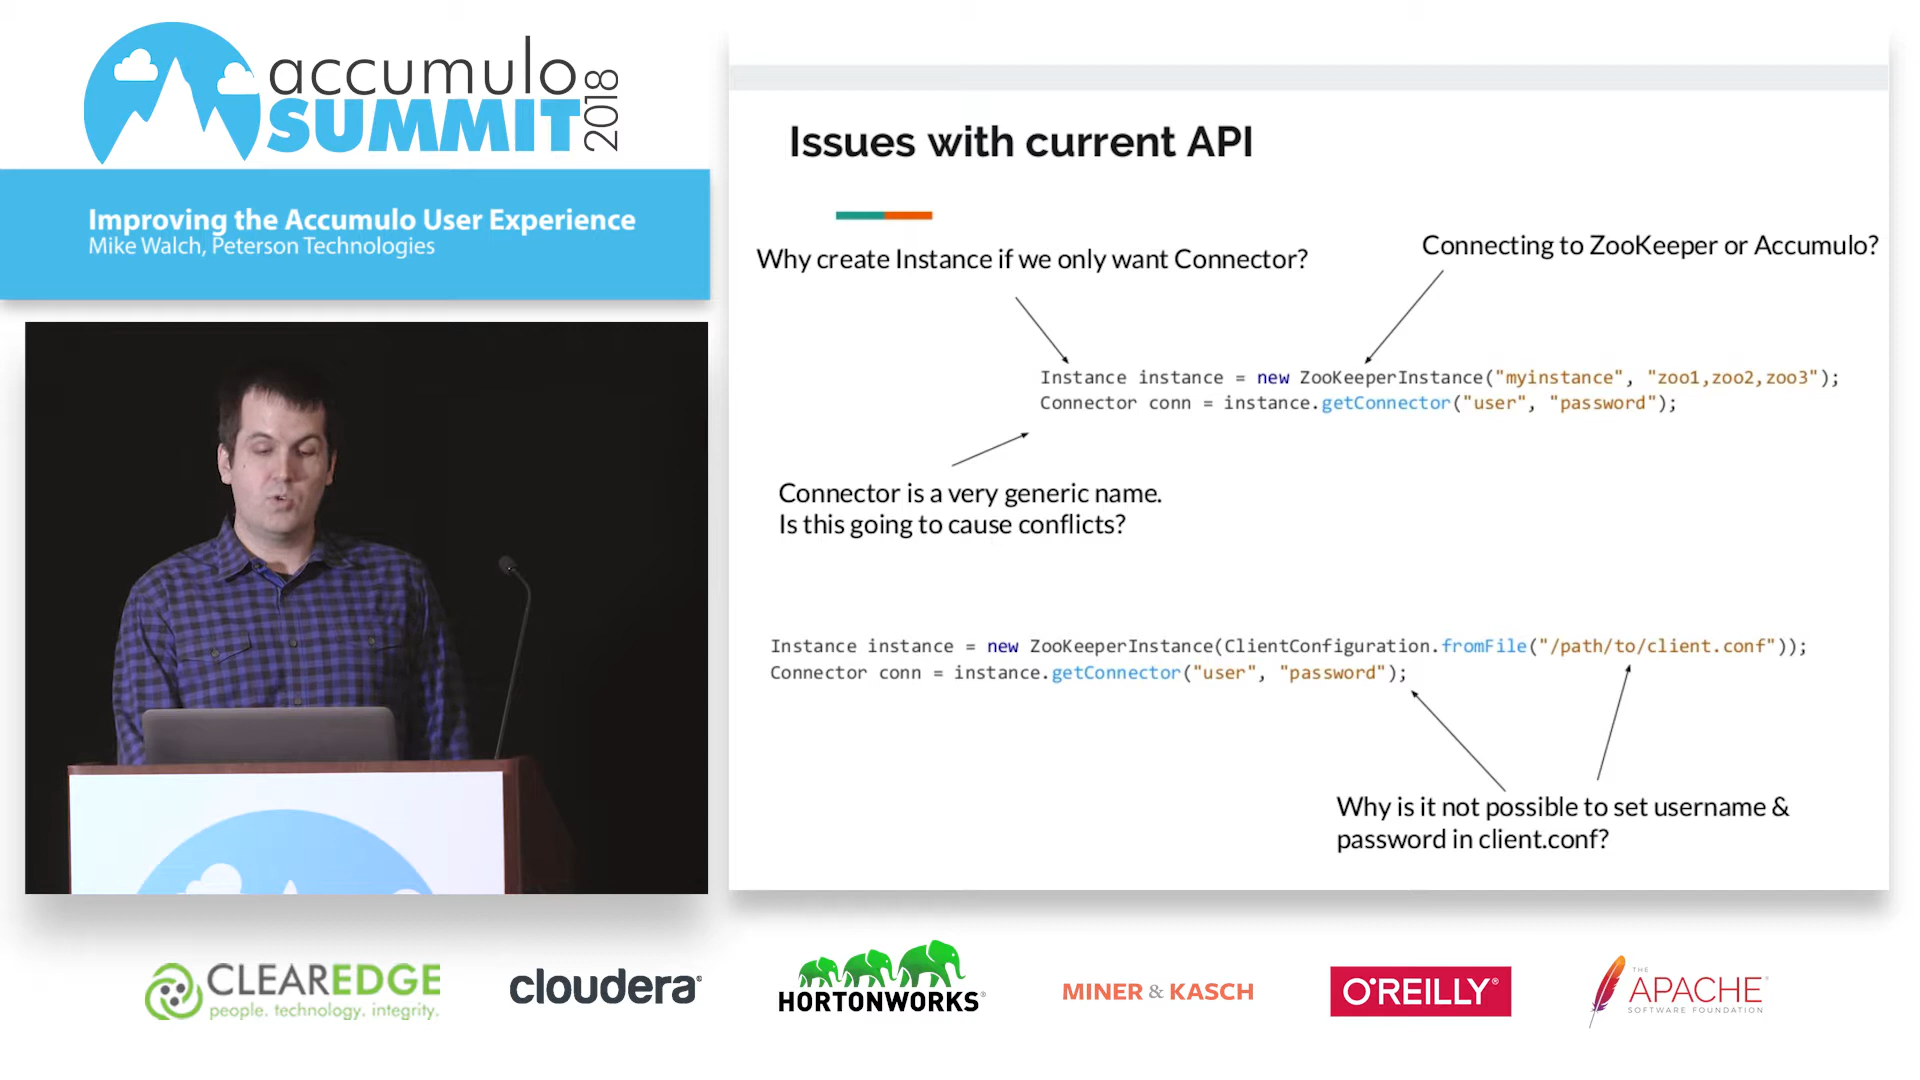 accumulo
SUMMIT
2018
Improving the Accumulo User Experience
Mike Walch, Peterson Technologies
Issues with current API
Why create Instance if we only want Connector?
Connecting to ZooKeeper or Accumulo?
Instance instance = new ZooKeeperInstance("myinstance", "zoo1,zoo2,zoo3");
Connector conn = instance.getConnector("user", "password");
Connector is a very generic name.
Is this going to cause conflicts?
Instance instance = new ZooKeeperInstance(ClientConfiguration.fromFile("/path/to/client.conf"));
Connector conn = instance.getConnector("user", "password");
Why is it not possible to set username &
password in client.conf?
CLEAREDGE
people. technology. integrity.
cloudera®
HORTONWORKS®
MINER & KASCH
O'REILLY®
THE
APACHE®
SOFTWARE FOUNDATION